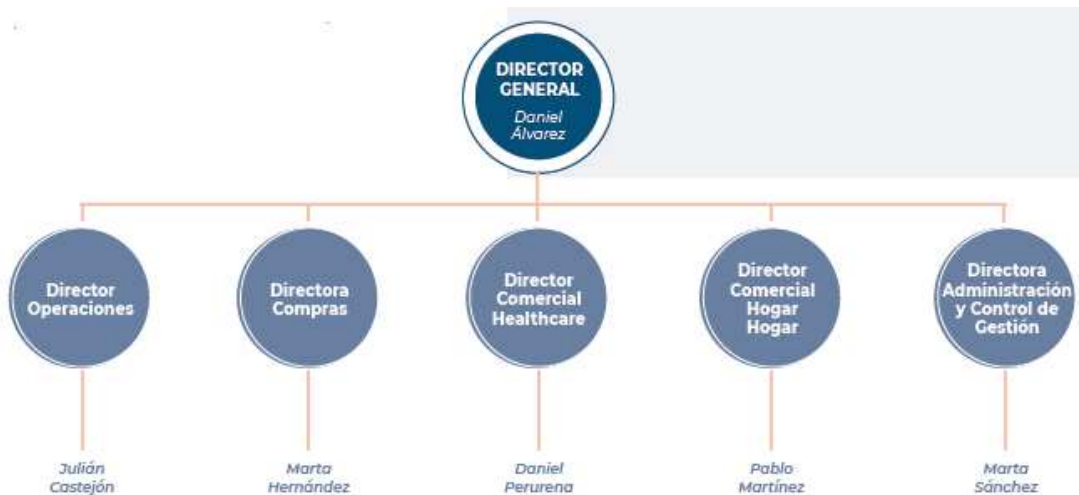 DIRECTOR
GENERAL
Daniel
Álvarez
Director
Operaciones
Directora
Compras
Director
Comercial
Healthcare
Director
Comercial
Hogar
Hogar
Directora
Administración
y Control de
Gestión
Julián
Castejón
Marta
Hernández
Daniel
Perurena
Pablo
Martínez
Marta
Sánchez